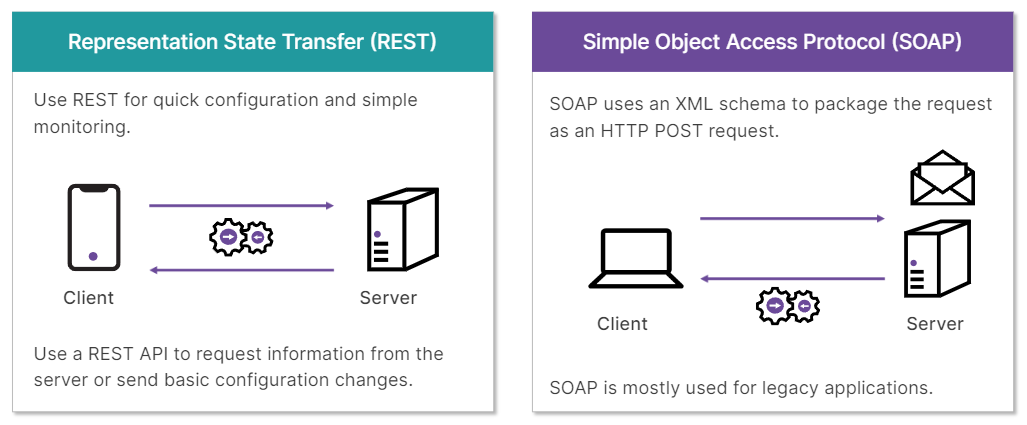 Representation State Transfer (REST)
Use REST for quick configuration and simple
monitoring.
Client
Server
Use a REST API to request information from the
server or send basic configuration changes.
Simple Object Access Protocol (SOAP)
SOAP uses an XML schema to package the request
as an HTTP POST request.
Client
Server
SOAP is mostly used for legacy applications.